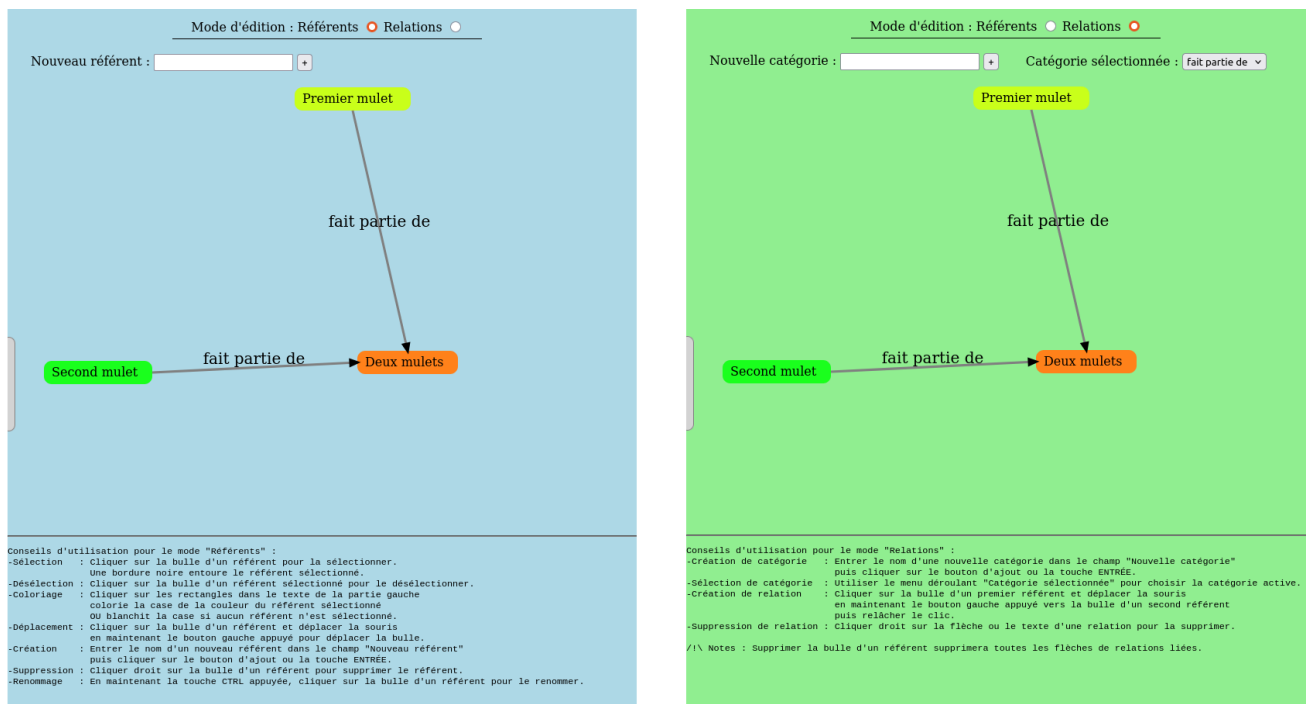 Mode d'édition : Référents Relations
Nouveau référent : +
Premier mulet
fait partie de
fait partie de
Second mulet
Deux mulets
Conseils d'utilisation pour le mode "Référents" :
-Sélection : Cliquer sur la bulle d'un référent pour la sélectionner.
Une bordure noire entoure le référent sélectionné.
-Désélection : Cliquer sur la bulle d'un référent sélectionné pour le désélectionner.
-Coloriage : Cliquer sur les rectangles dans le texte de la partie gauche
colorie la case de la couleur du référent sélectionné
OU blanchit la case si aucun référent n'est sélectionné.
-Déplacement : Cliquer sur la bulle d'un référent et déplacer la souris
en maintenant le bouton gauche appuyé pour déplacer la bulle.
-Création : Entrer le nom d'un nouveau référent dans le champ "Nouveau référent"
puis cliquer sur le bouton d'ajout ou la touche ENTRÉE.
-Suppression : Cliquer droit sur la bulle d'un référent pour supprimer le référent.
-Renommage : En maintenant la touche CTRL appuyée, cliquer sur la bulle d'un référent pour le renommer.
Mode d'édition : Référents Relations
Nouvelle catégorie : + Catégorie sélectionnée : fait partie de
Premier mulet
fait partie de
fait partie de
Second mulet
Deux mulets
Conseils d'utilisation pour le mode "Relations" :
-Création de catégorie : Entrer le nom d'une nouvelle catégorie dans le champ "Nouvelle catégorie"
puis cliquer sur le bouton d'ajout ou la touche ENTRÉE.
-Sélection de catégorie : Utiliser le menu déroulant "Catégorie sélectionnée" pour choisir la catégorie active.
-Création de relation : Cliquer sur la bulle d'un premier référent et déplacer la souris
en maintenant le bouton gauche appuyé vers la bulle d'un second référent
puis relâcher le clic.
-Suppression de relation : Cliquer droit sur la flèche ou le texte d'une relation pour la supprimer.
/!\ Notes : Supprimer la bulle d'un référent supprimera toutes les flèches de relations liées.